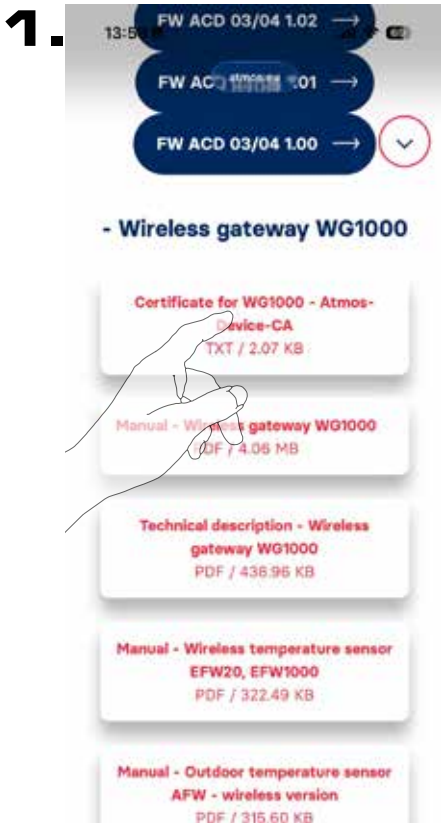 1.
FW ACD 03/04 1.02 →
13:5
FW AC 1.01 →
FW ACD 03/04 1.00 →
- Wireless gateway WG1000
Certificate for WG1000 - Atmos-
Device-CA
TXT / 2.07 KB
Manual - Wireless gateway WG1000
PDF / 4.06 MB
Technical description - Wireless
gateway WG1000
PDF / 436.96 KB
Manual - Wireless temperature sensor
EFW20, EFW1000
PDF / 322.49 KB
Manual - Outdoor temperature sensor
AFW - wireless version
PDF / 315.60 KB